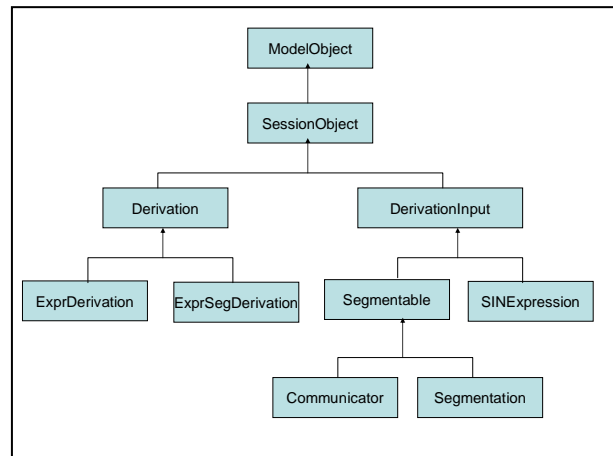 ModelObject
SessionObject
Derivation
DerivationInput
ExprDerivation
ExprSegDerivation
Segmentable
SINExpression
Communicator
Segmentation